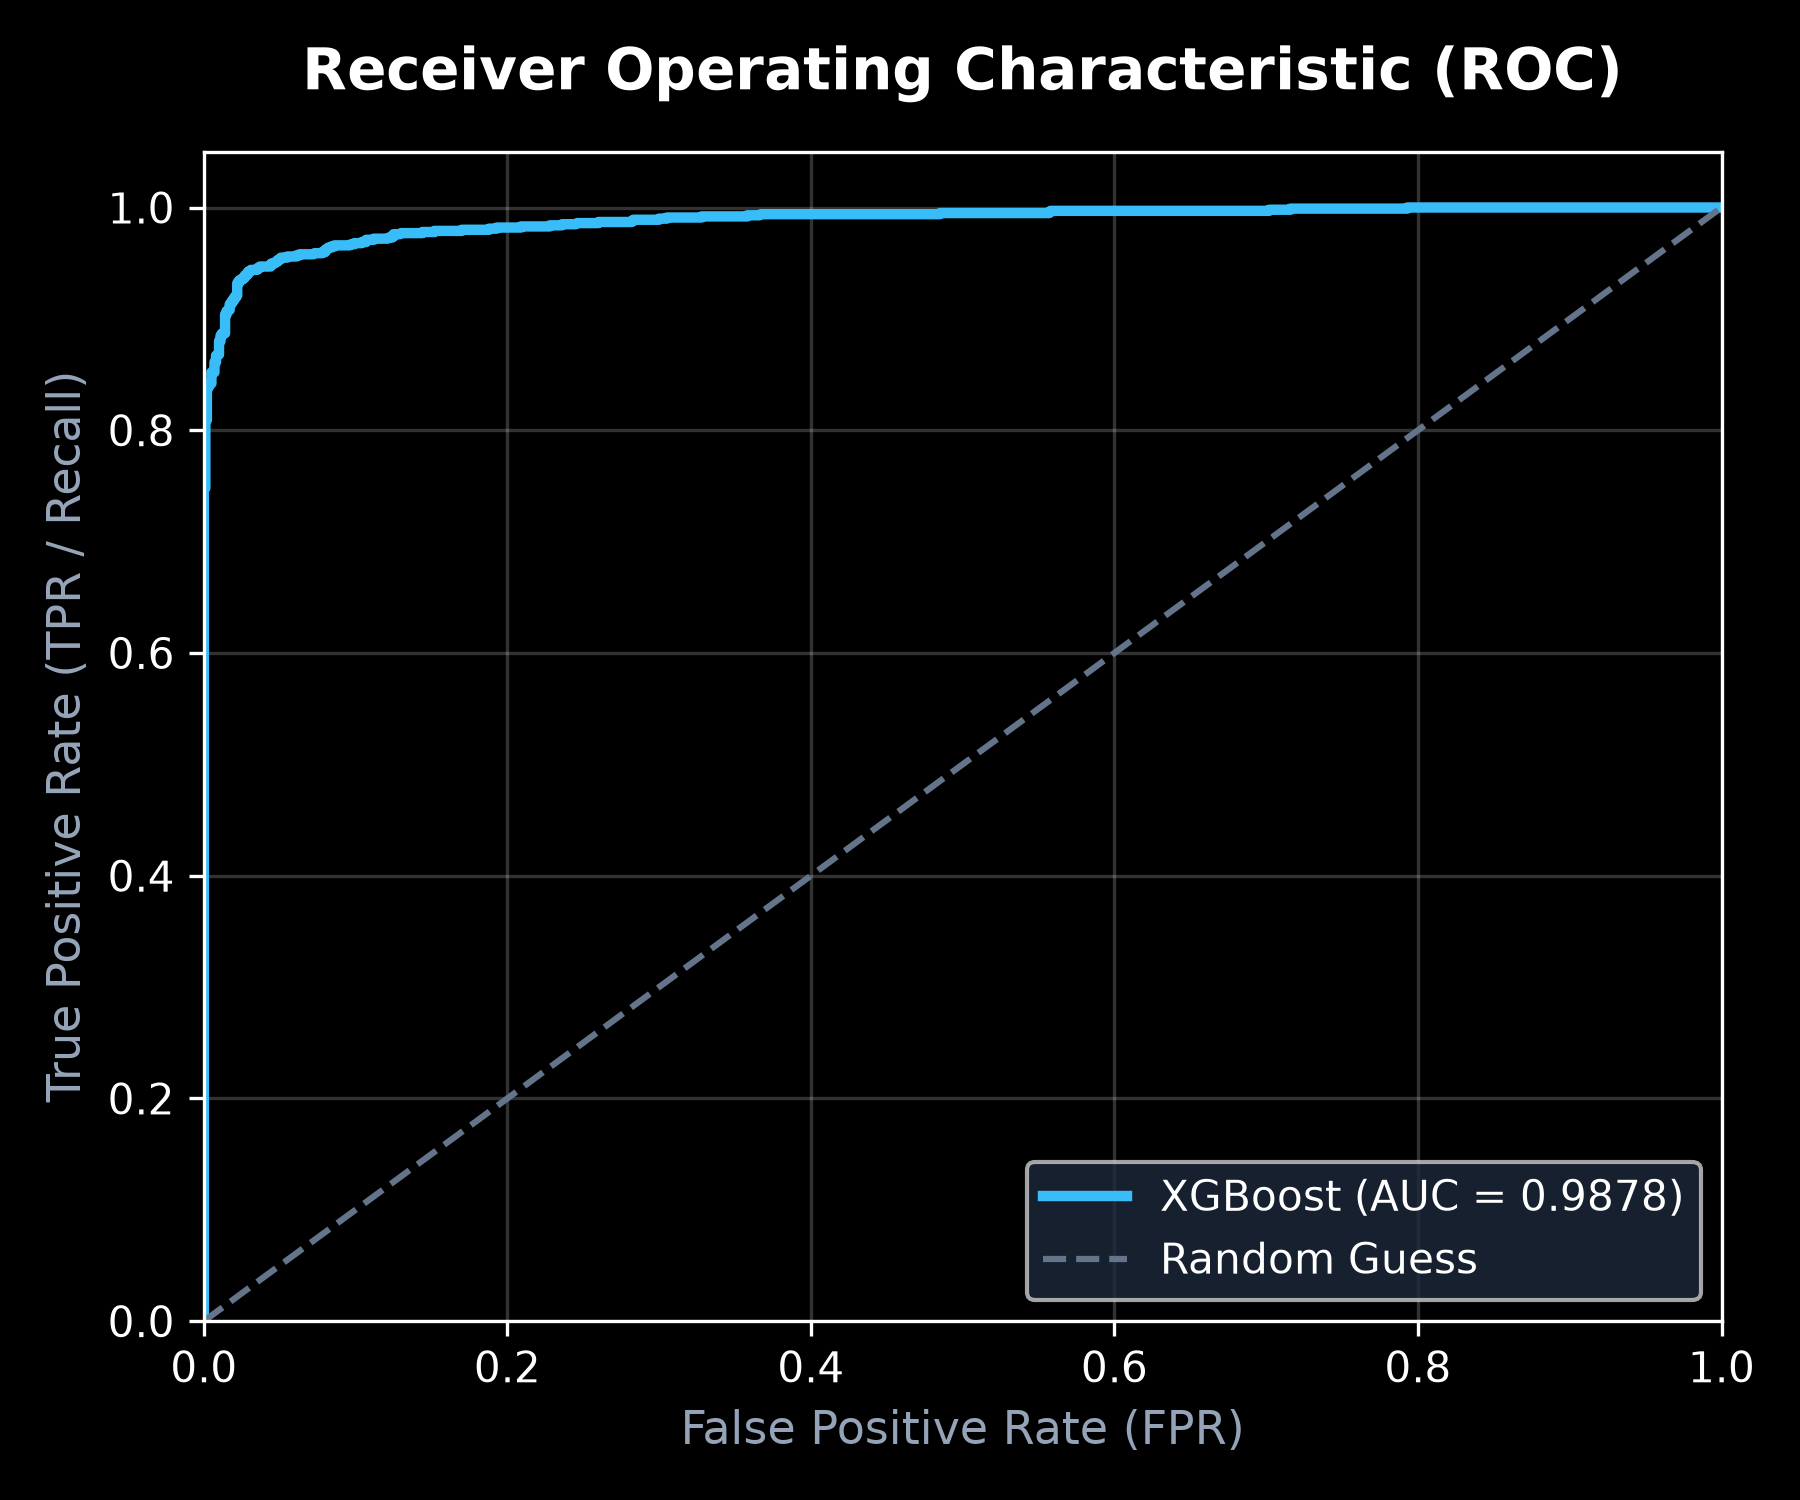 Receiver Operating Characteristic (ROC)
True Positive Rate (TPR / Recall)
1.0
0.8
0.6
0.4
0.2
0.0
XGBoost (AUC = 0.9878)
Random Guess
0.0 0.2 0.4 0.6 0.8 1.0
False Positive Rate (FPR)